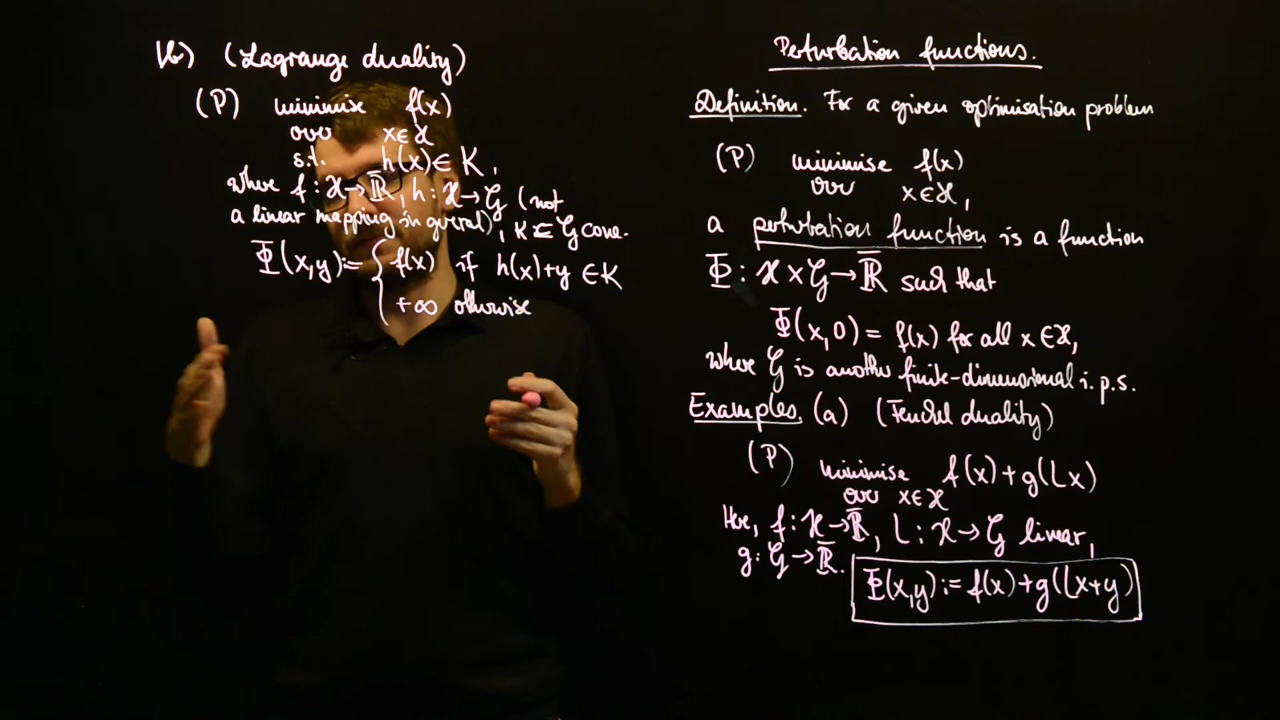 (b) (Lagrange duality)
(P) minimise f(x)
over x∈𝓗
s.t. h(x)∈K,
where f: 𝓗→ℝ̄, h: 𝓗→𝓖 (not
a linear mapping in general), K⊆𝓖 cone.
Φ(x,y):= { f(x) if h(x)+y ∈K
+∞ otherwise
Perturbation functions.
Definition. For a given optimisation problem
(P) minimise f(x)
over x∈𝓗,
a perturbation function is a function
Φ: 𝓗×𝓖→ℝ̄ such that
Φ(x,0) = f(x) for all x∈𝓗,
where 𝓖 is another finite-dimensional i.p.s.
Examples. (a) (Fenchel duality)
(P) minimise f(x)+g(Lx)
over x∈𝓗
Here, f: 𝓗→ℝ̄, L: 𝓗→𝓖 linear,
g: 𝓖→ℝ̄.
Φ(x,y):= f(x)+g(Lx+y)